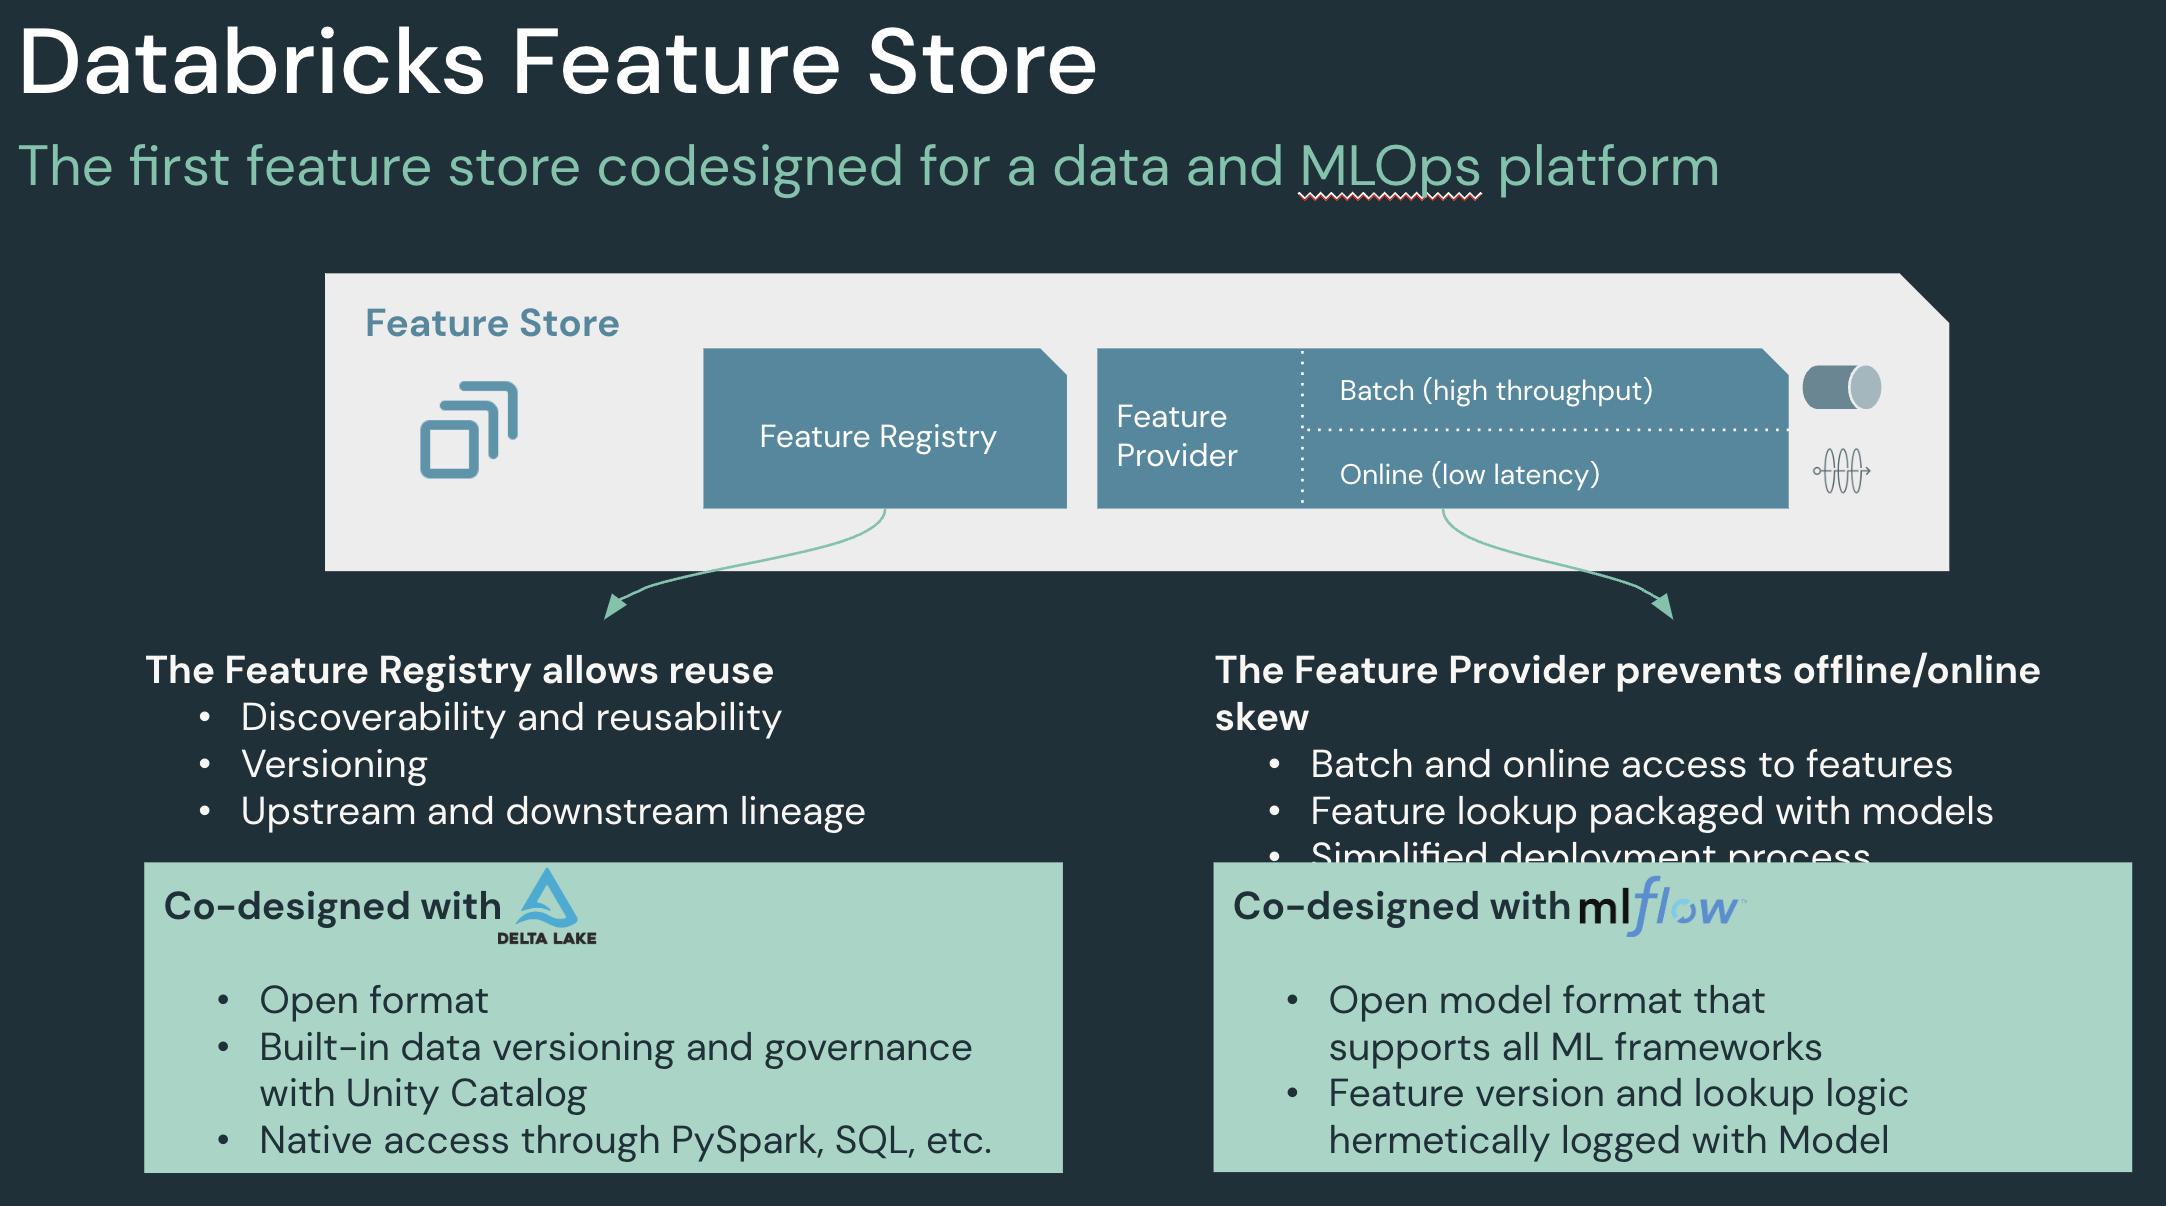 Databricks Feature Store
The first feature store codesigned for a data and MLOps platform
Feature Store
Feature Registry
Feature
Provider
Batch (high throughput)
Online (low latency)
The Feature Registry allows reuse
• Discoverability and reusability
• Versioning
• Upstream and downstream lineage
The Feature Provider prevents offline/online
skew
• Batch and online access to features
• Feature lookup packaged with models
• Simplified deployment process
Co-designed with
DELTA LAKE
• Open format
• Built-in data versioning and governance
with Unity Catalog
• Native access through PySpark, SQL, etc.
Co-designed with mlflow™
• Open model format that
supports all ML frameworks
• Feature version and lookup logic
hermetically logged with Model